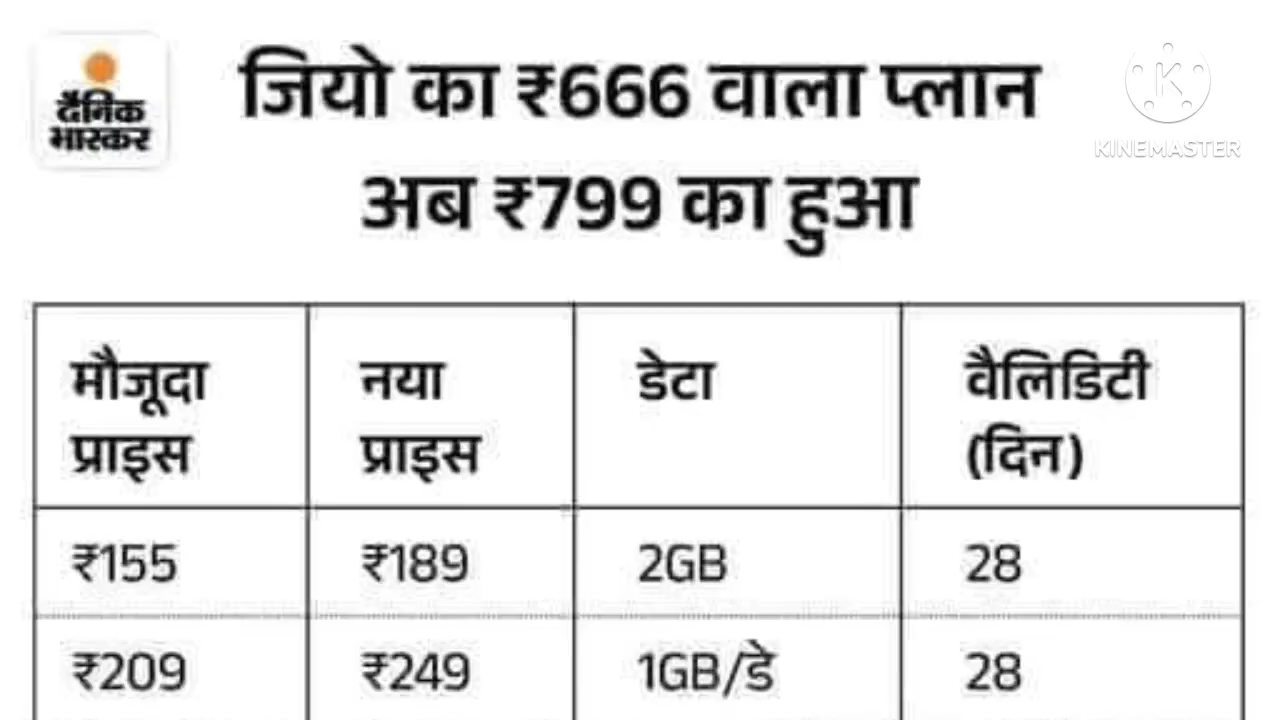 दैनिक
भास्कर
जियो का ₹666 वाला प्लान
अब ₹799 का हुआ
KINEMASTER
मौजूदा प्राइस नया प्राइस डेटा वैलिडिटी (दिन)
₹155 ₹189 2GB 28
₹209 ₹249 1GB/डे 28